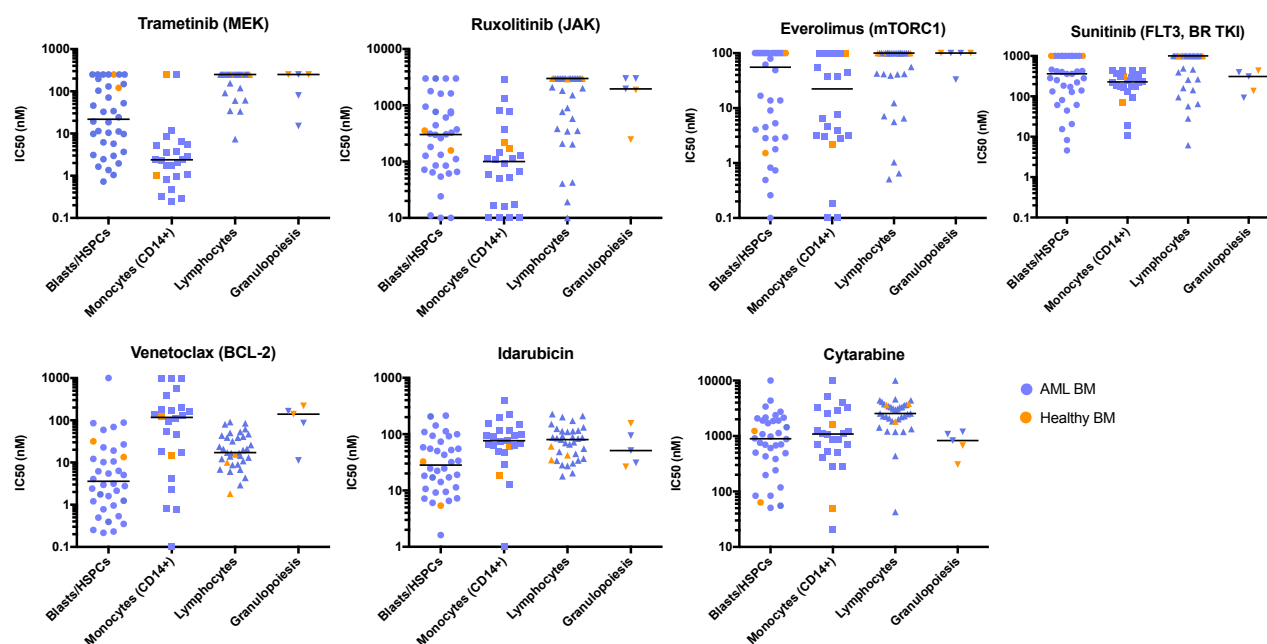 Trametinib (MEK)
IC50 (nM)
1000
100
10
1
0.1
Blasts/HSPCs
Monocytes (CD14+)
Lymphocytes
Granulopoiesis
Ruxolitinib (JAK)
IC50 (nM)
10000
1000
100
10
Blasts/HSPCs
Monocytes (CD14+)
Lymphocytes
Granulopoiesis
Everolimus (mTORC1)
IC50 (nM)
100
10
1
0.1
Blasts/HSPCs
Monocytes (CD14+)
Lymphocytes
Granulopoiesis
Sunitinib (FLT3, BR TKI)
IC50 (nM)
1000
100
10
1
0.1
Blasts/HSPCs
Monocytes (CD14+)
Lymphocytes
Granulopoiesis
Venetoclax (BCL-2)
IC50 (nM)
1000
100
10
1
0.1
Blasts/HSPCs
Monocytes (CD14+)
Lymphocytes
Granulopoiesis
Idarubicin
IC50 (nM)
1000
100
10
1
Blasts/HSPCs
Monocytes (CD14+)
Lymphocytes
Granulopoiesis
Cytarabine
IC50 (nM)
10000
1000
100
10
Blasts/HSPCs
Monocytes (CD14+)
Lymphocytes
Granulopoiesis
AML BM
Healthy BM